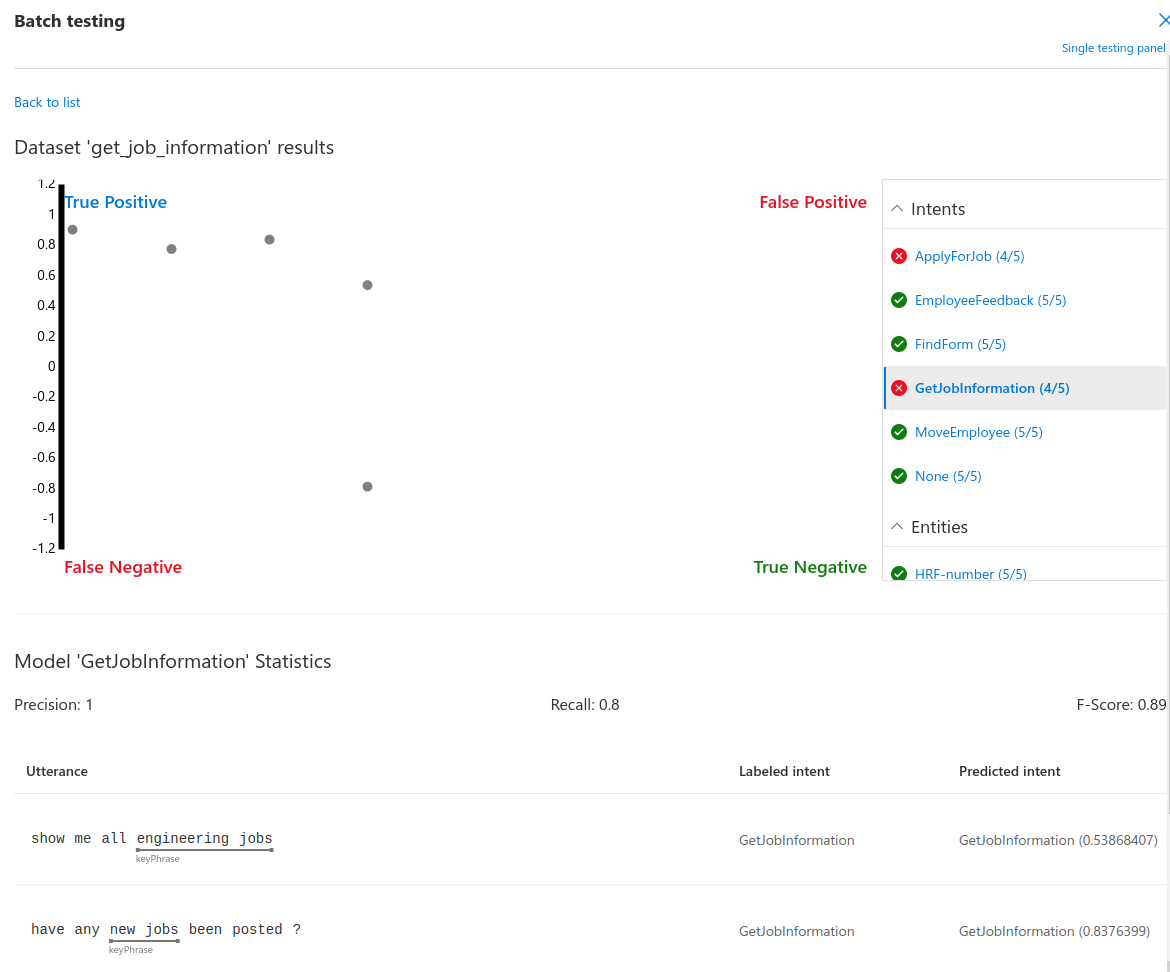 Batch testing
Single testing panel
Back to list
Dataset 'get_job_information' results
1.2
1
0.8
0.6
0.4
0.2
0
-0.2
-0.4
-0.6
-0.8
-1
-1.2
True Positive
False Positive
False Negative
True Negative
Intents
ApplyForJob (4/5)
EmployeeFeedback (5/5)
FindForm (5/5)
GetJobInformation (4/5)
MoveEmployee (5/5)
None (5/5)
Entities
HRF-number (5/5)
Model 'GetJobInformation' Statistics
Precision: 1 Recall: 0.8 F-Score: 0.89
Utterance Labeled intent Predicted intent
show me all engineering jobs GetJobInformation GetJobInformation (0.53868407)
keyPhrase
have any new jobs been posted ? GetJobInformation GetJobInformation (0.8376399)
keyPhrase